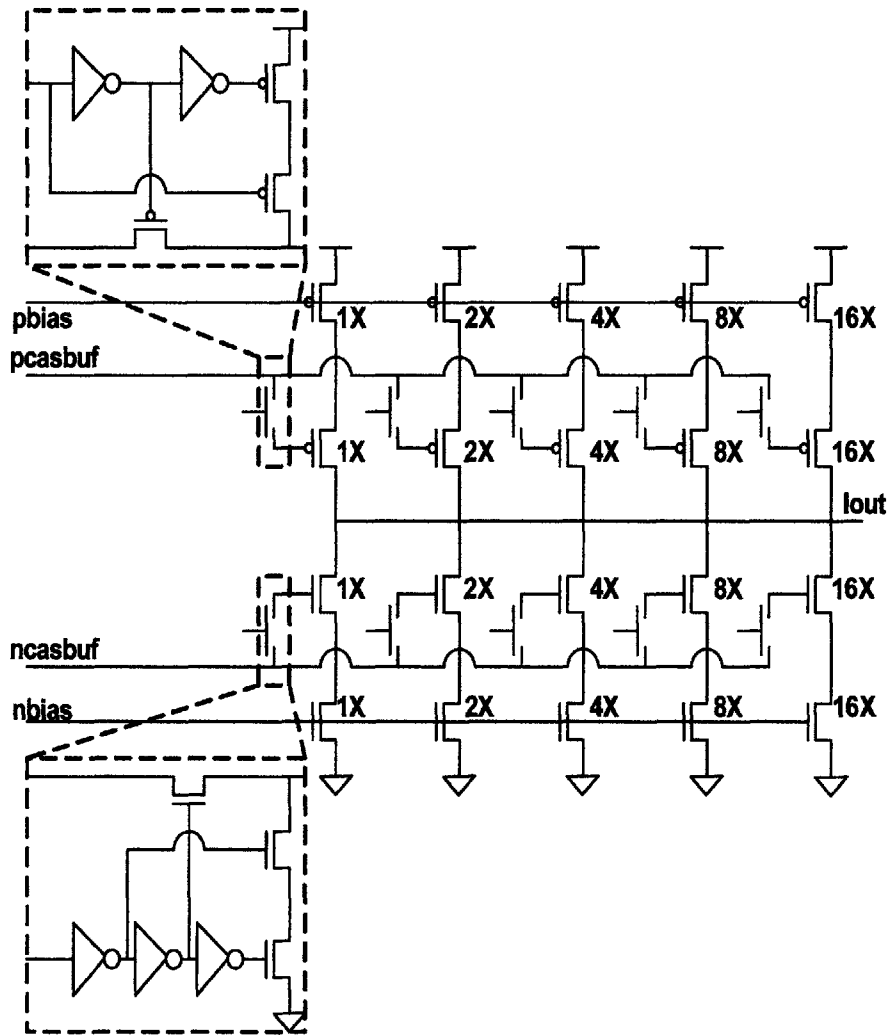 pbias
1X 2X 4X 8X 16X
pcasbuf
1X 2X 4X 8X 16X
Iout
1X 2X 4X 8X 16X
ncasbuf
nbias
1X 2X 4X 8X 16X